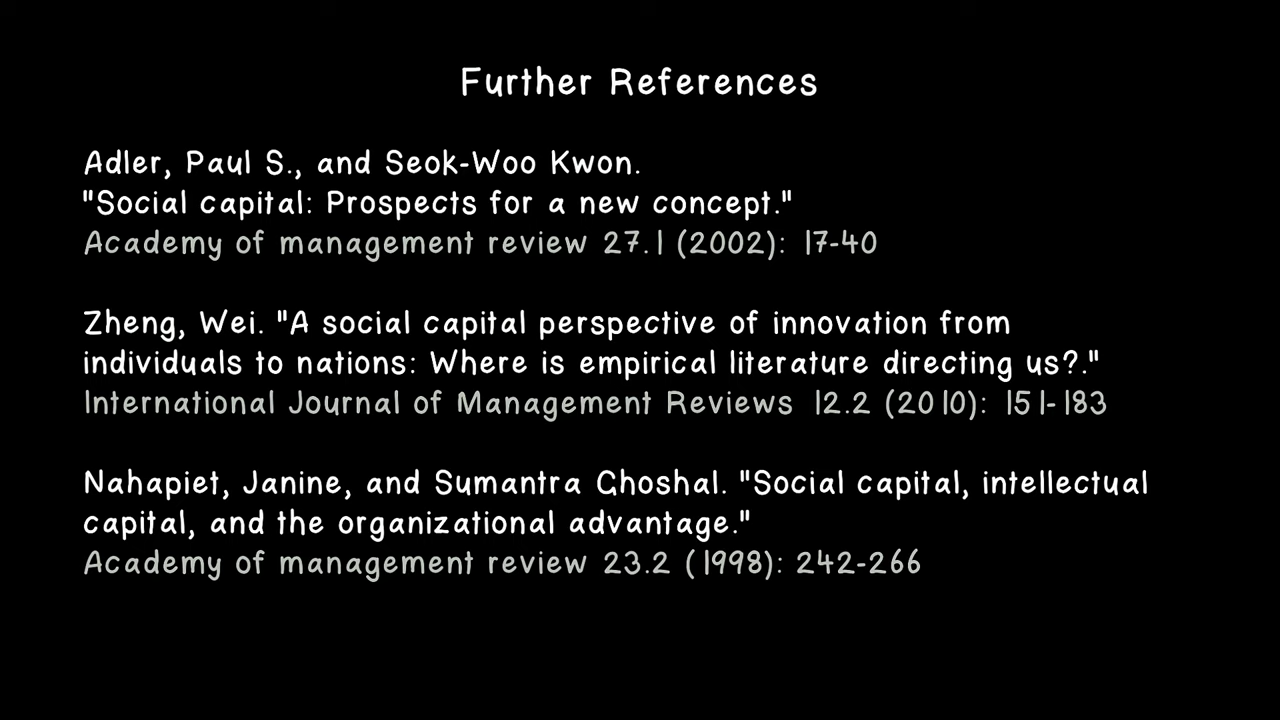 Further References
Adler, Paul S., and Seok-Woo Kwon.
"Social capital: Prospects for a new concept."
Academy of management review 27.1 (2002): 17-40
Zheng, Wei. "A social capital perspective of innovation from
individuals to nations: Where is empirical literature directing us?."
International Journal of Management Reviews 12.2 (2010): 151-183
Nahapiet, Janine, and Sumantra Ghoshal. "Social capital, intellectual
capital, and the organizational advantage."
Academy of management review 23.2 (1998): 242-266